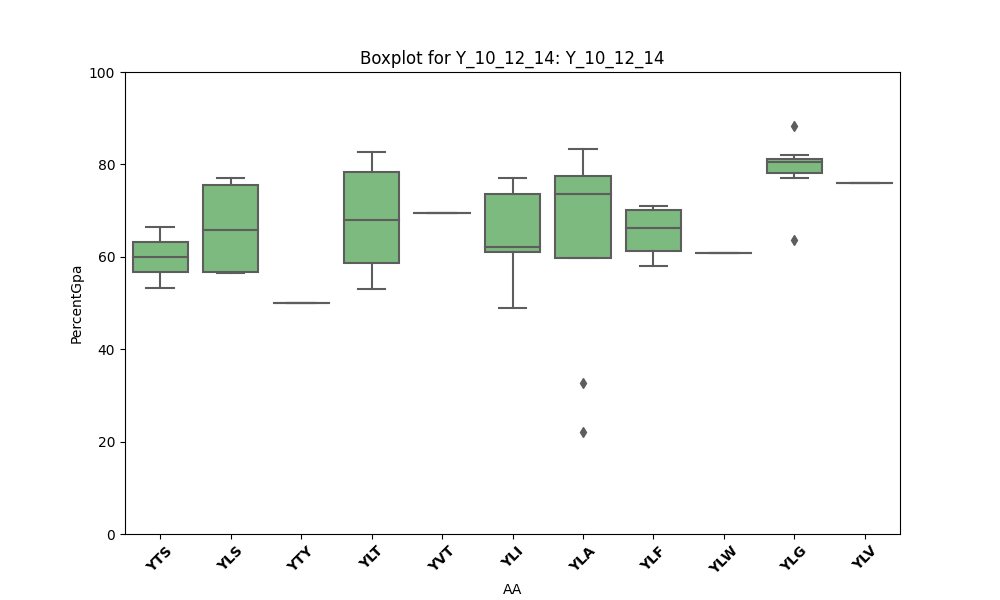 Boxplot for Y_10_12_14: Y_10_12_14
100
80
60
40
20
0
PercentGpa
YTS YLS YTY YLT YVT YLI YLA YLF YLW YLG YLV
AA